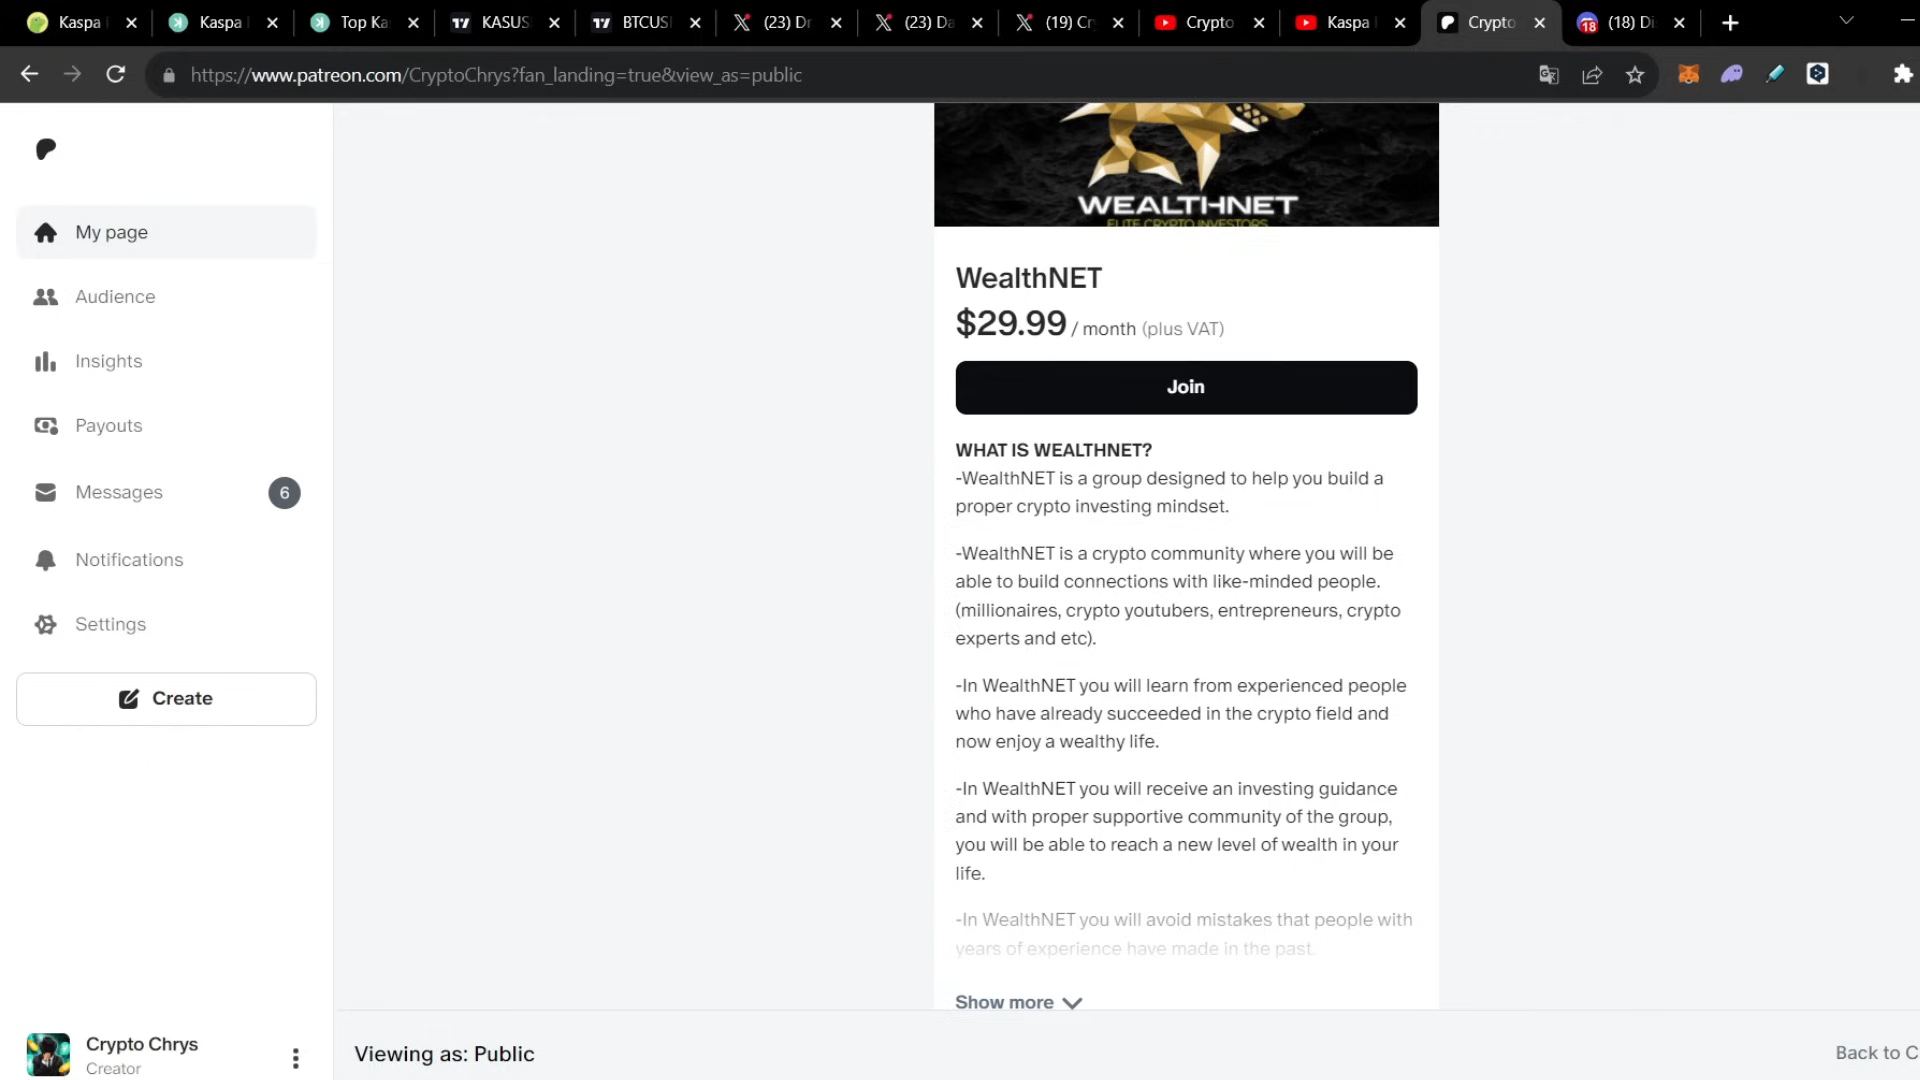 Kaspa
Kaspa
Top Ka
KASUS
BTCUS
(23) Dr
(23) Da
(19) Cr
Crypto
Kaspa
Crypto
18
(18) Di
https://www.patreon.com/CryptoChrys?fan_landing=true&view_as=public
My page
Audience
Insights
Payouts
Messages
6
Notifications
Settings
Create
Crypto Chrys
Creator
WEALTHNET
ELITE CRYPTO INVESTORS
WealthNET
$29.99 / month (plus VAT)
Join
WHAT IS WEALTHNET?
-WealthNET is a group designed to help you build a
proper crypto investing mindset.
-WealthNET is a crypto community where you will be
able to build connections with like-minded people.
(millionaires, crypto youtubers, entrepreneurs, crypto
experts and etc).
-In WealthNET you will learn from experienced people
who have already succeeded in the crypto field and
now enjoy a wealthy life.
-In WealthNET you will receive an investing guidance
and with proper supportive community of the group,
you will be able to reach a new level of wealth in your
life.
-In WealthNET you will avoid mistakes that people with
years of experience have made in the past.
Show more
Viewing as: Public
Back to C